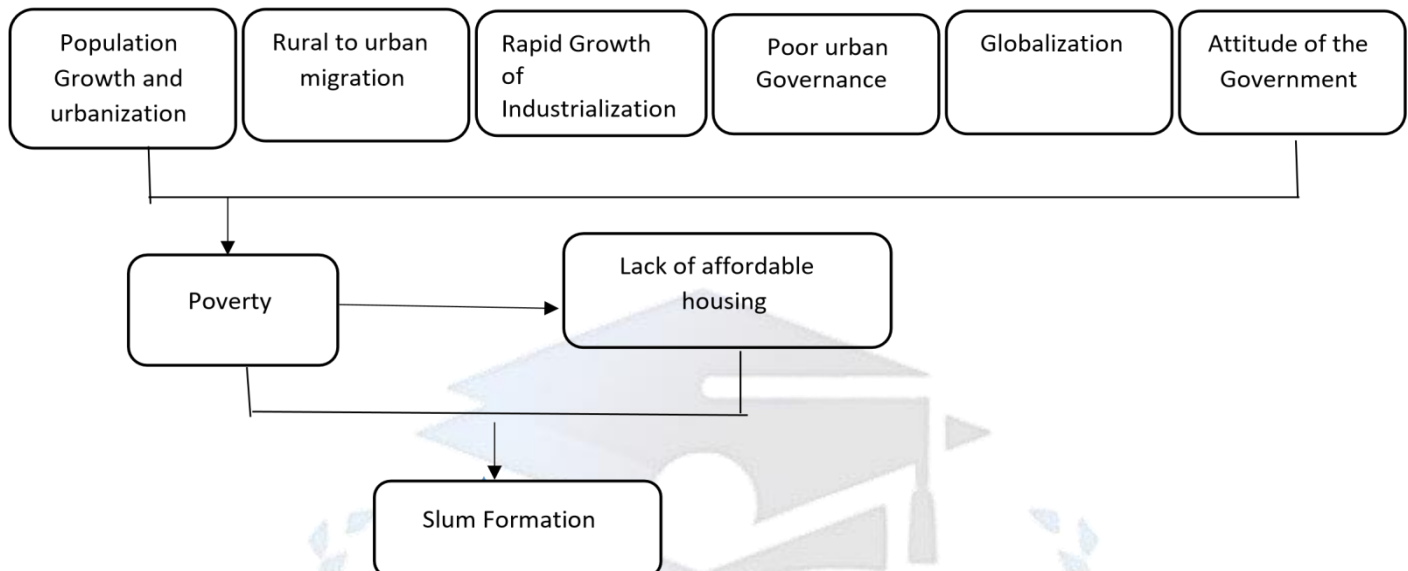 Population
Growth and
urbanization
Rural to urban
migration
Rapid Growth
of
Industrialization
Poor urban
Governance
Globalization
Attitude of the
Government
Poverty
Lack of affordable
housing
Slum Formation